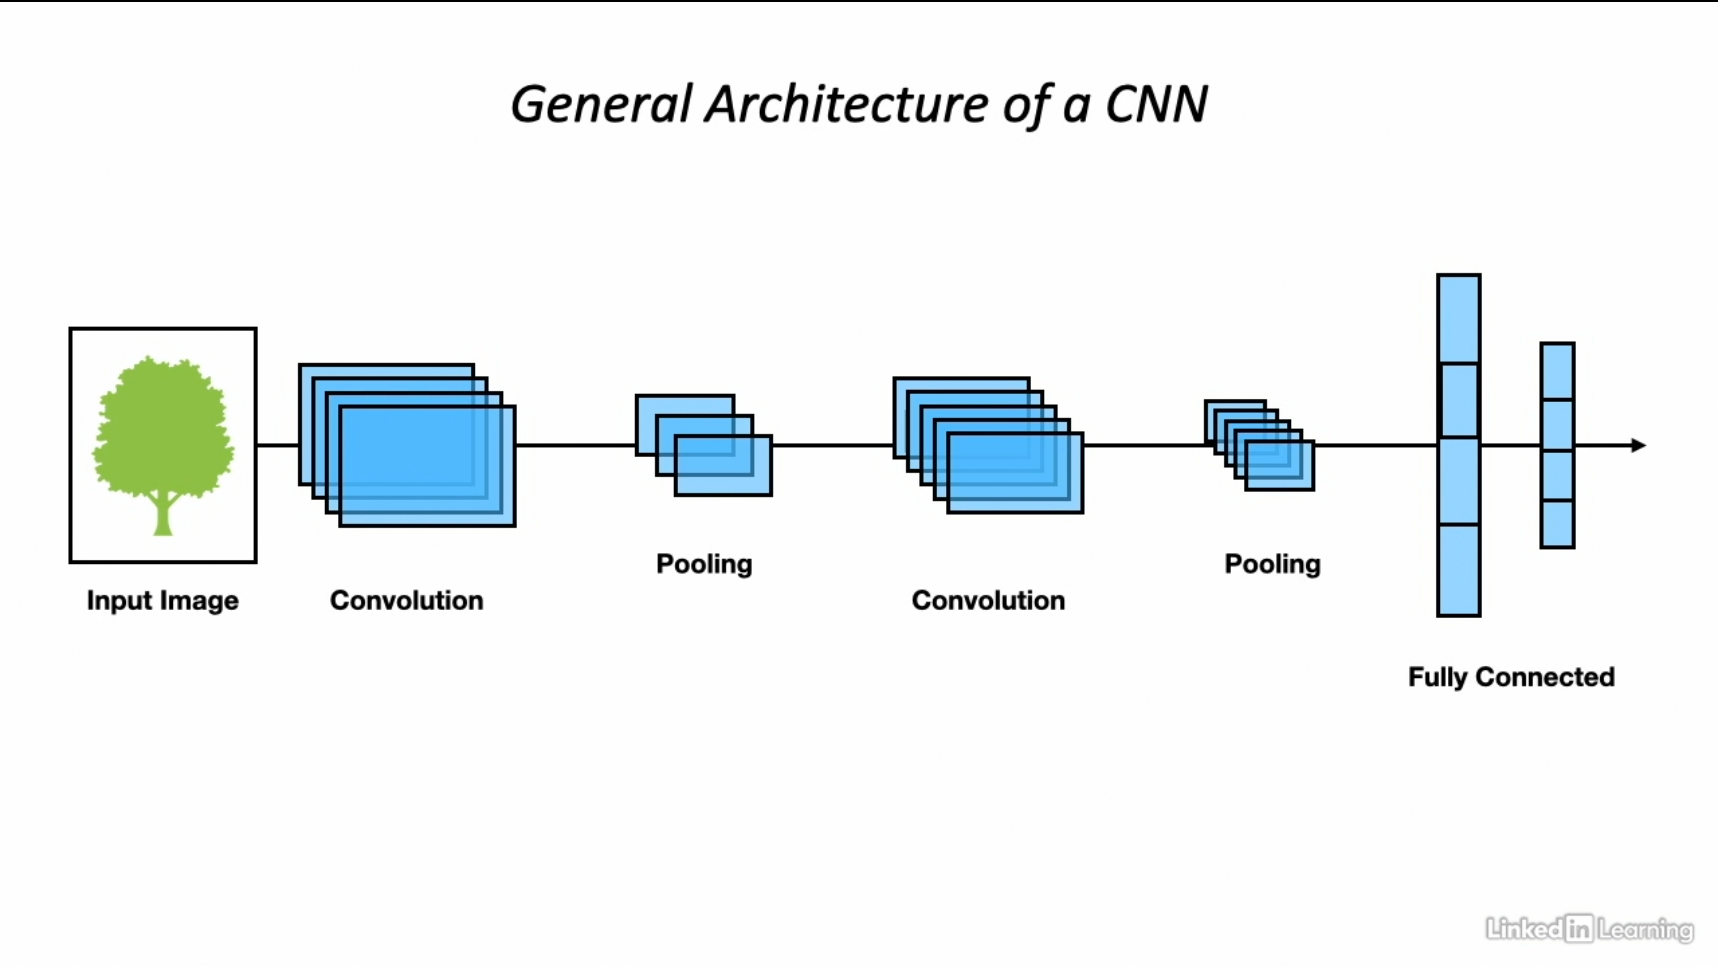 General Architecture of a CNN
Input Image
Convolution
Pooling
Convolution
Pooling
Fully Connected
Linkedin Learning